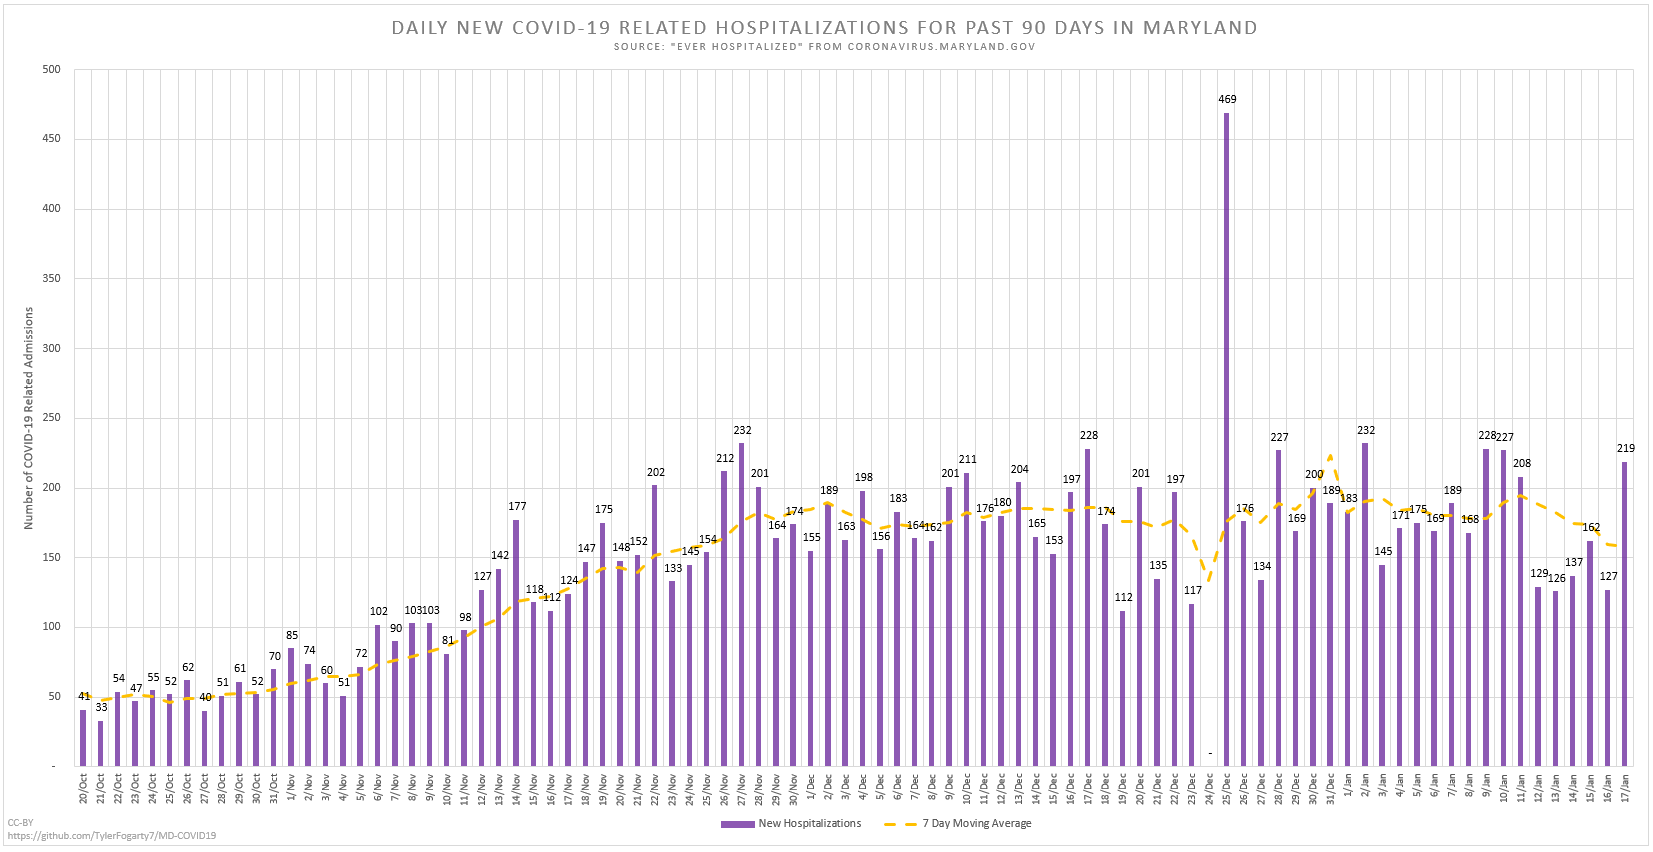 DAILY NEW COVID-19 RELATED HOSPITALIZATIONS FOR PAST 90 DAYS IN MARYLAND
SOURCE: "EVER HOSPITALIZED" FROM CORONAVIRUS.MARYLAND.GOV
Number of COVID-19 Related Admissions
500
450
400
350
300
250
200
150
100
50
-
41 33 54 47 55 52 62 40 51 61 52 70 85 74 60 51 72 102 90 103 103 81 98 127 142 177 118 112 124 147 175 148 152 202 133 145 154 212 232 201 164 174 155 189 163 198 156 183 164 162 201 211 176 180 204 165 153 197 228 174 112 201 135 197 117 - 469 176 134 227 169 200 189 183 232 145 171 175 169 189 168 228 227 208 129 126 137 162 127 219
20/Oct 21/Oct 22/Oct 23/Oct 24/Oct 25/Oct 26/Oct 27/Oct 28/Oct 29/Oct 30/Oct 31/Oct 1/Nov 2/Nov 3/Nov 4/Nov 5/Nov 6/Nov 7/Nov 8/Nov 9/Nov 10/Nov 11/Nov 12/Nov 13/Nov 14/Nov 15/Nov 16/Nov 17/Nov 18/Nov 19/Nov 20/Nov 21/Nov 22/Nov 23/Nov 24/Nov 25/Nov 26/Nov 27/Nov 28/Nov 29/Nov 30/Nov 1/Dec 2/Dec 3/Dec 4/Dec 5/Dec 6/Dec 7/Dec 8/Dec 9/Dec 10/Dec 11/Dec 12/Dec 13/Dec 14/Dec 15/Dec 16/Dec 17/Dec 18/Dec 19/Dec 20/Dec 21/Dec 22/Dec 23/Dec 24/Dec 25/Dec 26/Dec 27/Dec 28/Dec 29/Dec 30/Dec 31/Dec 1/Jan 2/Jan 3/Jan 4/Jan 5/Jan 6/Jan 7/Jan 8/Jan 9/Jan 10/Jan 11/Jan 12/Jan 13/Jan 14/Jan 15/Jan 16/Jan 17/Jan
New Hospitalizations 7 Day Moving Average
CC-BY
https://github.com/TylerFogarty7/MD-COVID19